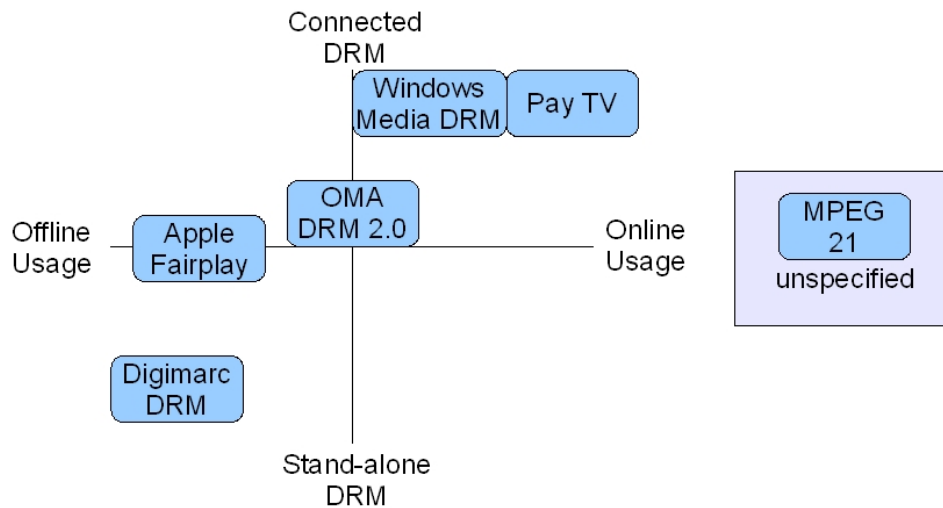 Connected
DRM
Windows
Media DRM
Pay TV
OMA
DRM 2.0
Offline
Usage
Apple
Fairplay
Online
Usage
MPEG
21
unspecified
Digimarc
DRM
Stand-alone
DRM